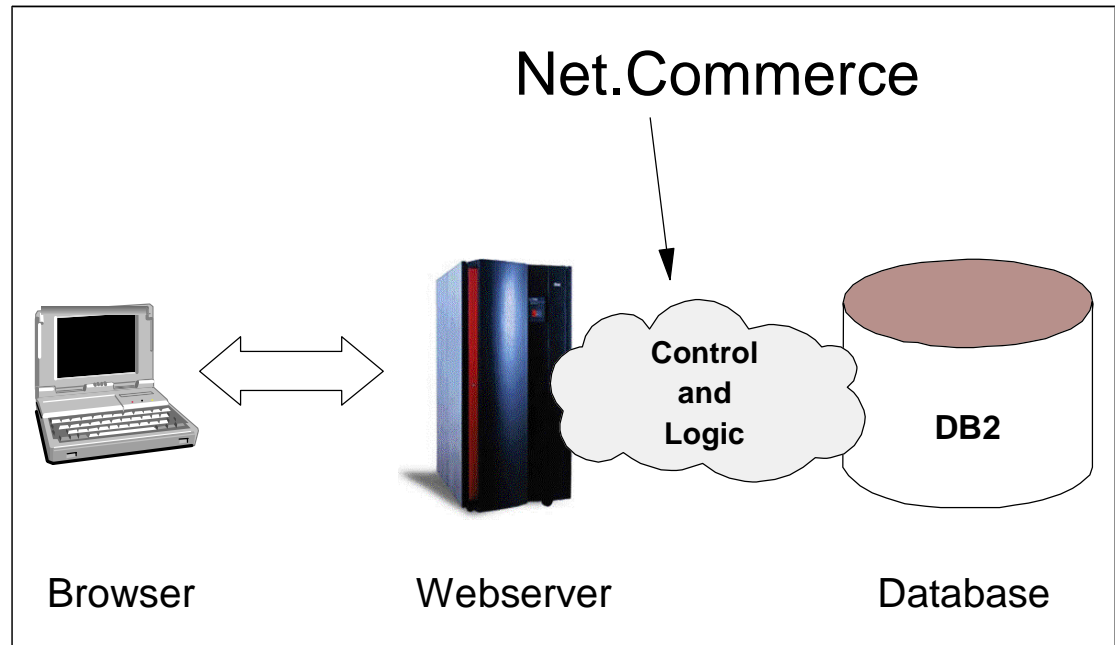 Net.Commerce
Control
and
Logic
DB2
Browser
Webserver
Database